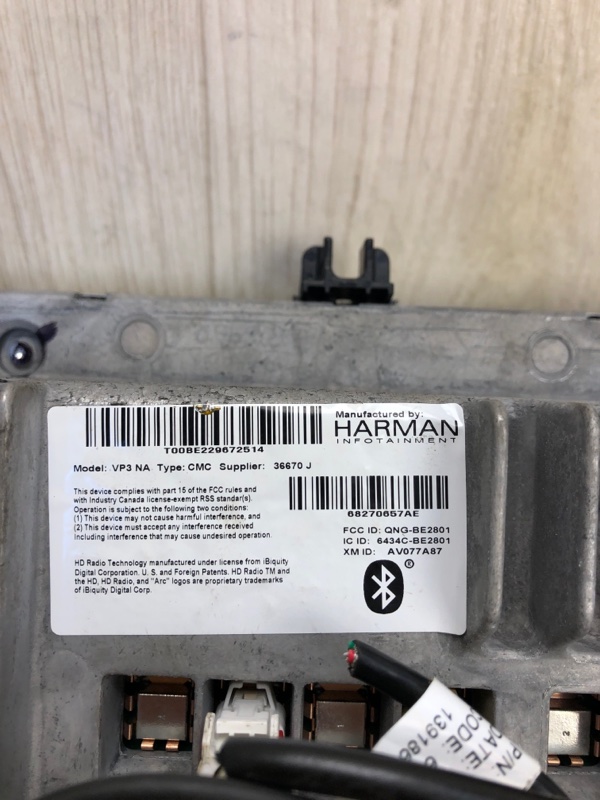 Manufactured by:
HARMAN
INFOTAINMENT
T00BE229672514
Model: VP3 NA Type: CMC Supplier: 36670 J
This device complies with part 15 of the FCC rules and
with Industry Canada license-exempt RSS standar(s).
Operation is subject to the following two conditions:
(1) This device may not cause harmful interference, and
(2) This device must accept any interference received
Including interference that may cause undesired operation.
68270657AE
FCC ID: QNG-BE2801
IC ID: 6434C-BE2801
XM ID: AV077A87
HD Radio Technology manufactured under license from iBiquity
Digital Corporation. U. S. and Foreign Patents. HD Radio TM and
the HD, HD Radio, and "Arc" logos are proprietary trademarks
of iBiquity Digital Corp.
®
P/N:
139186
DATE:
CODE: